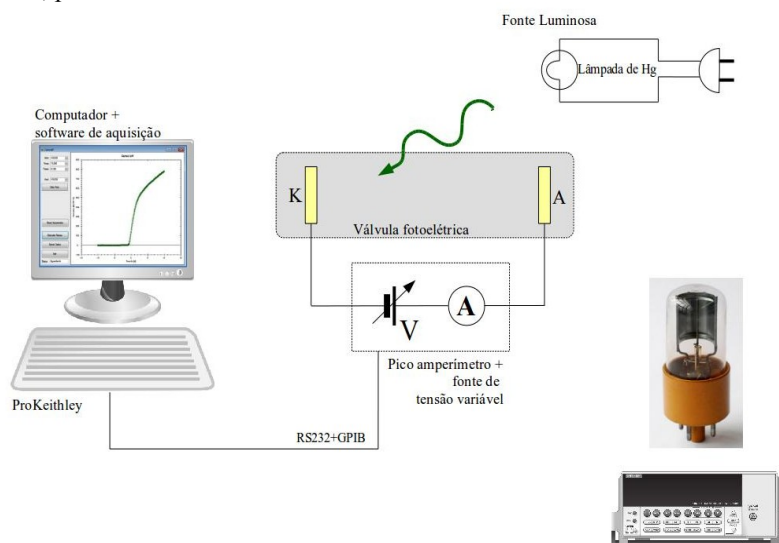 Fonte Luminosa
Lâmpada de Hg
Computador +
software de aquisição
K
A
Válvula fotoelétrica
A
V
Pico amperímetro +
fonte de
tensão variável
ProKeithley
RS232+GPIB